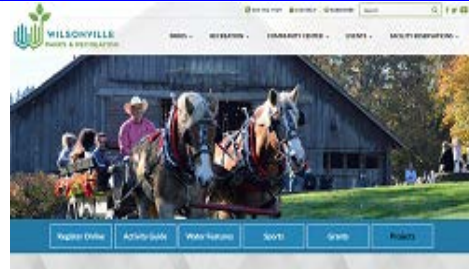 WILSONVILLE
PARKS & RECREATION
Search
PARKS
RECREATION
COMMUNITY CENTER
EVENTS
FACILITY RESERVATIONS
Register Online
Activity Guide
Water Features
Sports
Grants
Projects